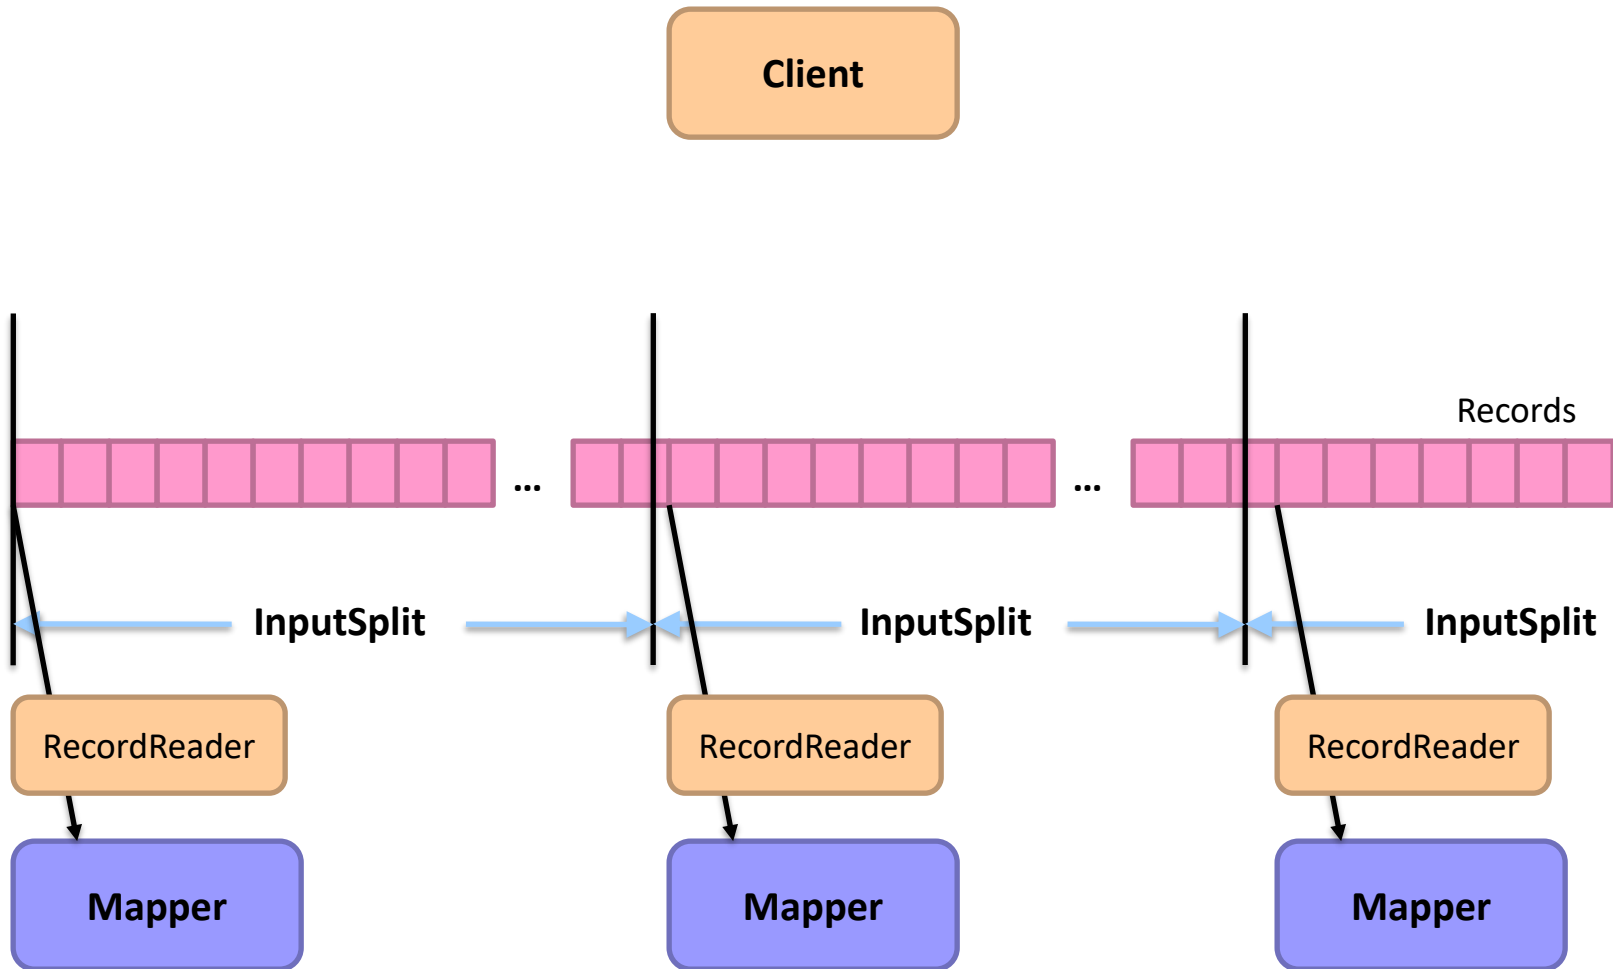 Client
Records
...
...
InputSplit
InputSplit
InputSplit
RecordReader
RecordReader
RecordReader
Mapper
Mapper
Mapper